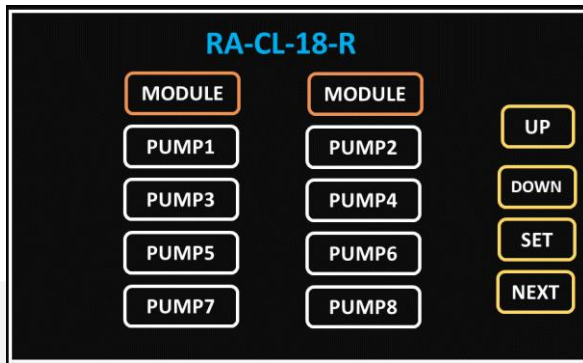 RA-CL-18-R
MODULE MODULE
PUMP1 PUMP2
UP
PUMP3 PUMP4
DOWN
PUMP5 PUMP6
SET
PUMP7 PUMP8
NEXT